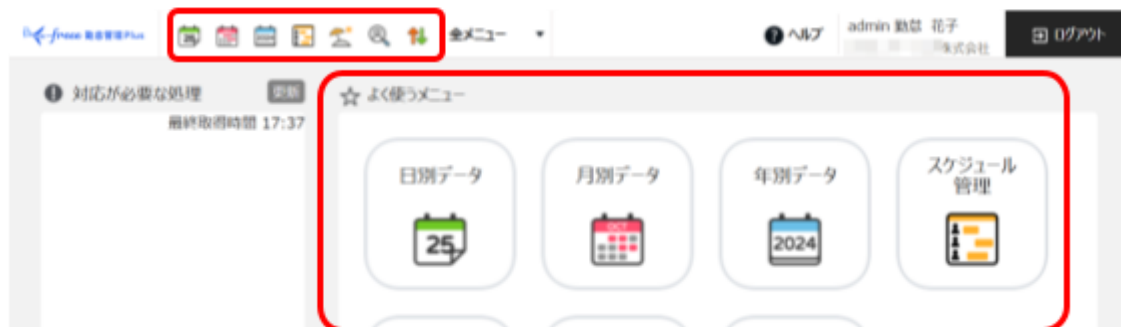 freee 勤怠管理Plus
全メニュー
ヘルプ
admin 勤怠 花子
株式会社
ログアウト
対応が必要な処理
更新
最終取得時間 17:37
よく使うメニュー
日別データ
月別データ
年別データ
スケジュール
管理
25
OCT
2024